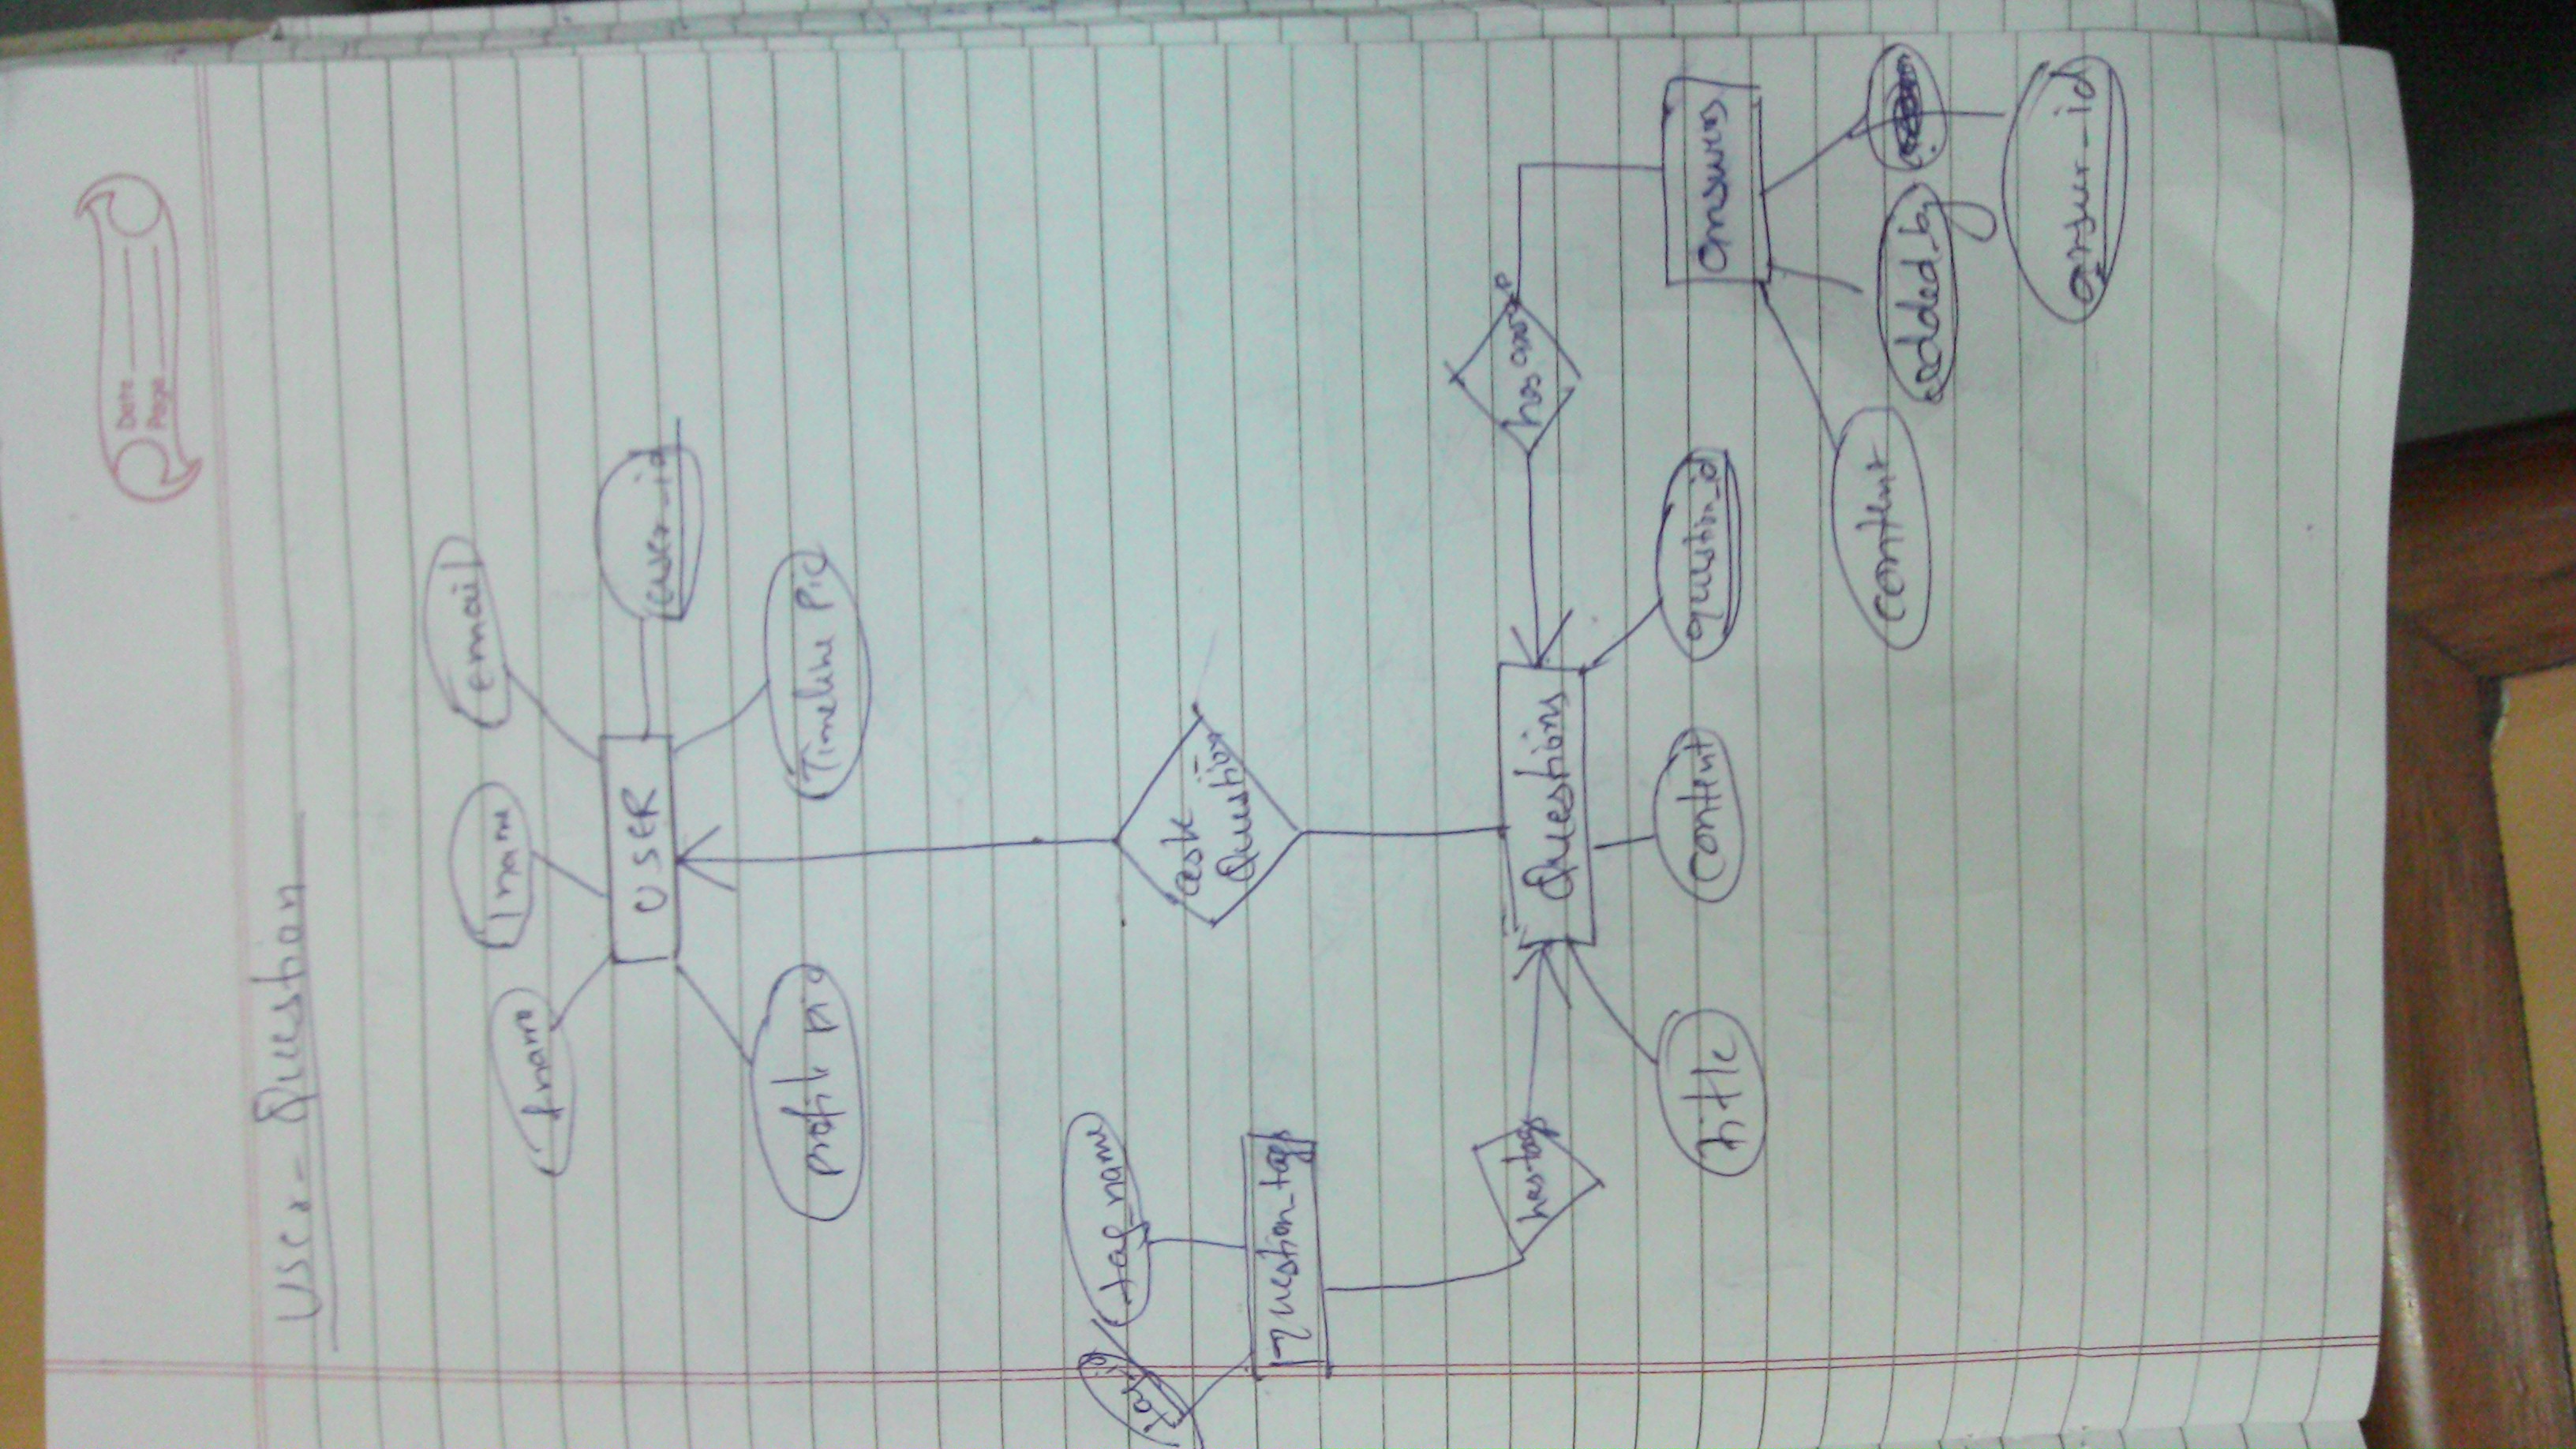 Date
Page
User-Question
fname
lname
email
profile pic
USER
user_id
Timeline Pic
tag_id
tag_name
question_tags
ask
Question
has tags
Questions
has answer
title
content
question_id
answers
content
added_by
answer_id